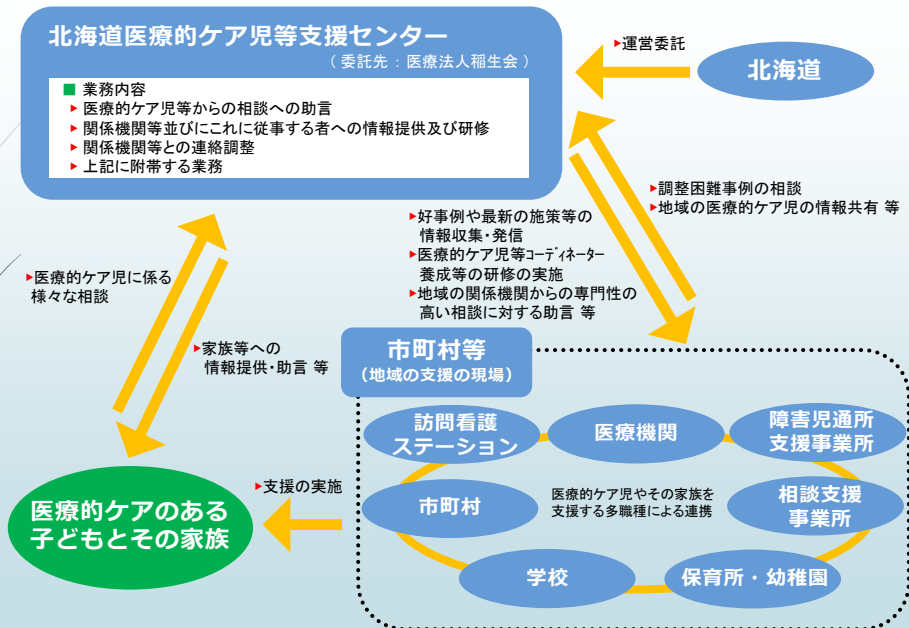 北海道医療的ケア児等支援センター
（委託先：医療法人稲生会）
■ 業務内容
▶医療的ケア児等からの相談への助言
▶関係機関等並びにこれに従事する者への情報提供及び研修
▶関係機関等との連絡調整
▶上記に附帯する業務
▶運営委託
北海道
▶調整困難事例の相談
▶地域の医療的ケア児の情報共有 等
▶好事例や最新の施策等の
情報収集・発信
▶医療的ケア児等コーディネーター
養成等の研修の実施
▶地域の関係機関からの専門性の
高い相談に対する助言 等
▶医療的ケア児に係る
様々な相談
▶家族等への
情報提供・助言 等
市町村等
（地域の支援の現場）
訪問看護
ステーション
医療機関
障害児通所
支援事業所
市町村
医療的ケア児やその家族を
支援する多職種による連携
相談支援
事業所
学校
保育所・幼稚園
▶支援の実施
医療的ケアのある
子どもとその家族